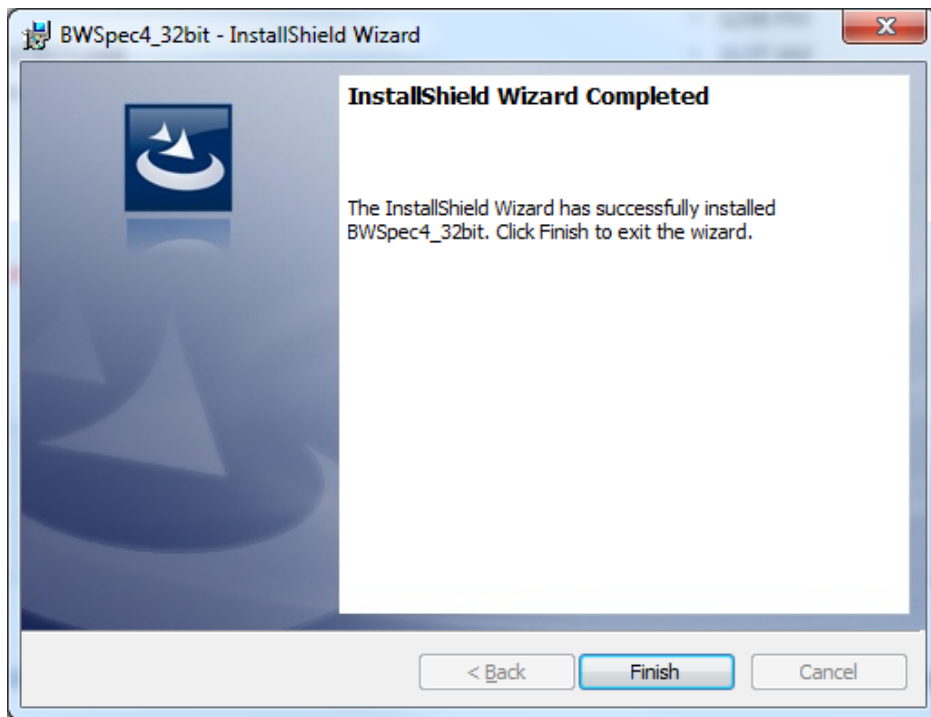 BWSpec4_32bit - InstallShield Wizard
InstallShield Wizard Completed
The InstallShield Wizard has successfully installed
BWSpec4_32bit. Click Finish to exit the wizard.
< Back
Finish
Cancel